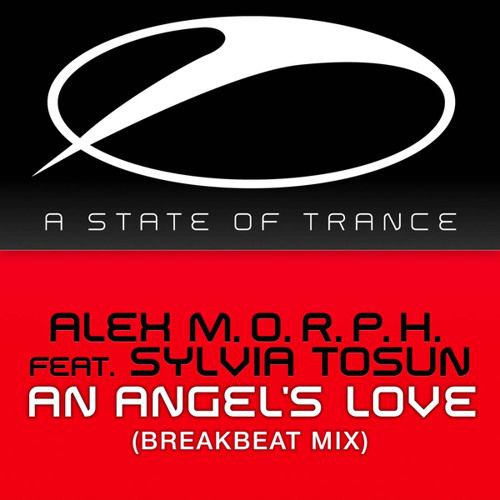 A STATE OF TRANCE
ALEX M.O.R.P.H.
FEAT. SYLVIA TOSUN
AN ANGEL'S LOVE
(BREAKBEAT MIX)